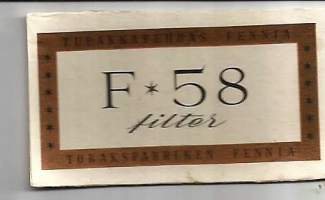 TUPAKKATEHDAS FENNIA
F*58
filter
TOBAKSFABRIKEN FENNIA